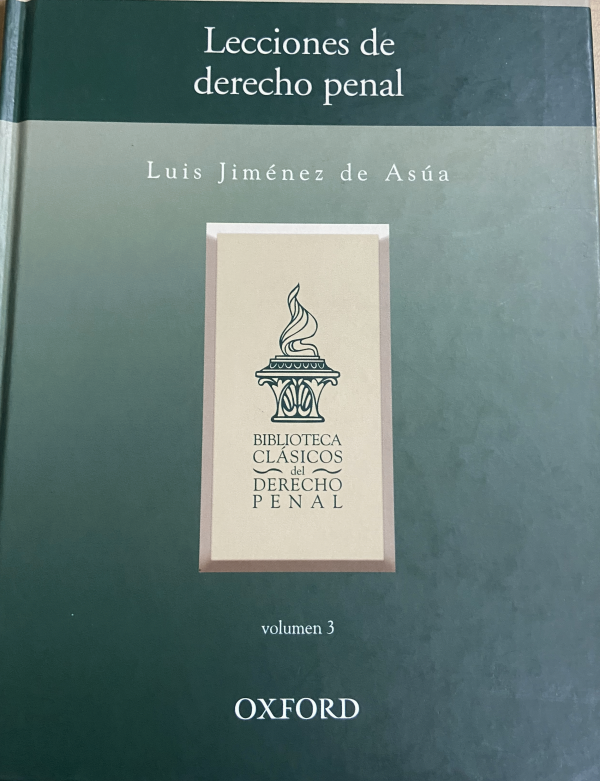 Lecciones de
derecho penal
Luis Jiménez de Asúa
BIBLIOTECA
CLÁSICOS
del
DERECHO
PENAL
volumen 3
OXFORD